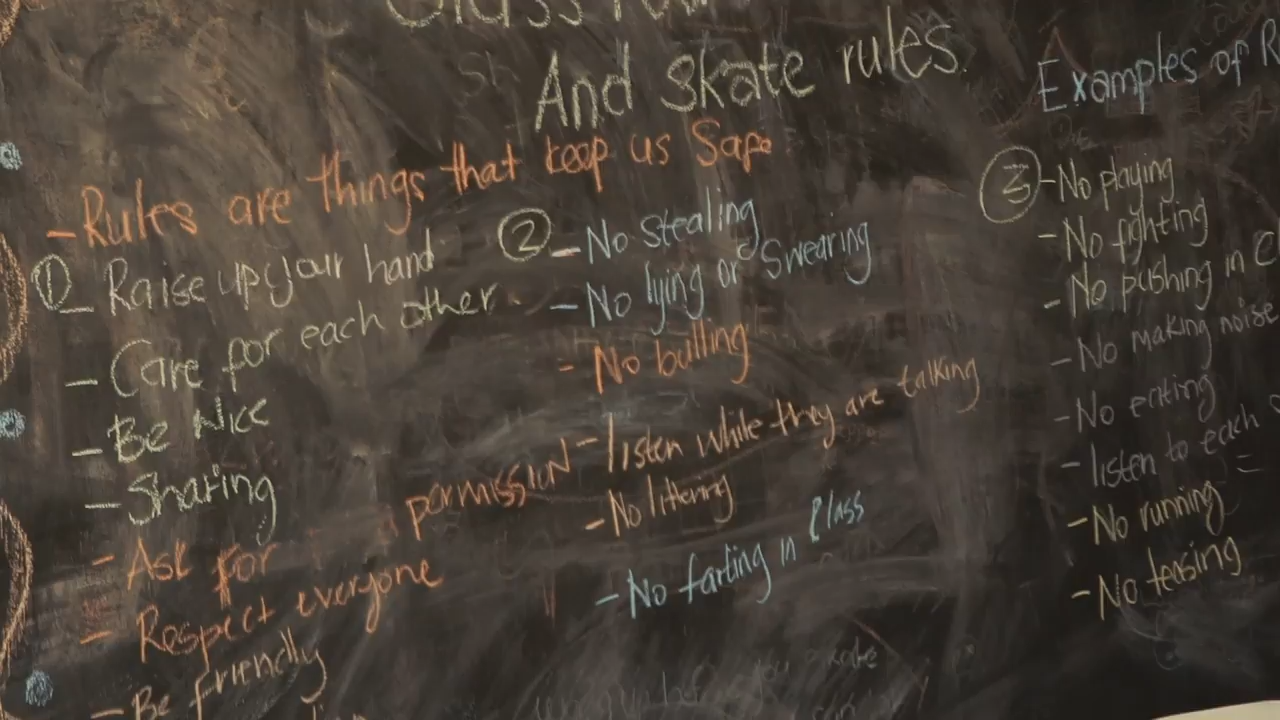 Class rules
And skate rules
- Rules are things that keep us Safe
① - Raise up your hand
- Care for each other
- Be Nice
- Sharing
- Ask for permission
- Respect everyone
- Be friendly
② - No stealing
- No lying or Swearing
- No bulling
- listen while they are talking
- No littering
- No farting in Class
Examples of R
③ - No playing
- No fighting
- No pushing in
- No making noise
- No eating
- listen to each
- No running
- No teasing